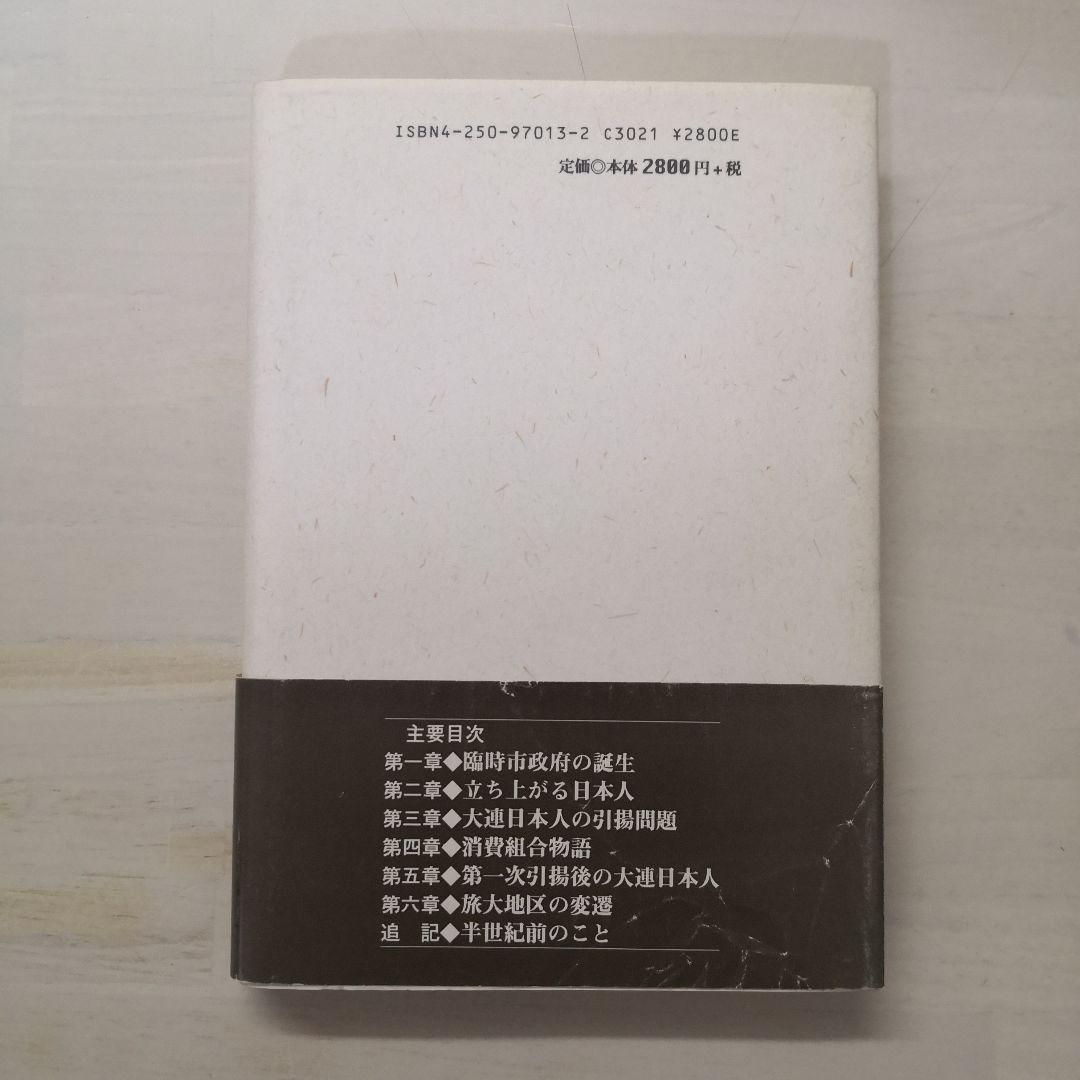 ISBN4-250-97013-2 C3021 ¥2800E
定価◎本体2800円+税
主要目次
第一章◆臨時市政府の誕生
第二章◆立ち上がる日本人
第三章◆大連日本人の引揚問題
第四章◆消費組合物語
第五章◆第一次引揚後の大連日本人
第六章◆旅大地区の変遷
追　記◆半世紀前のこと